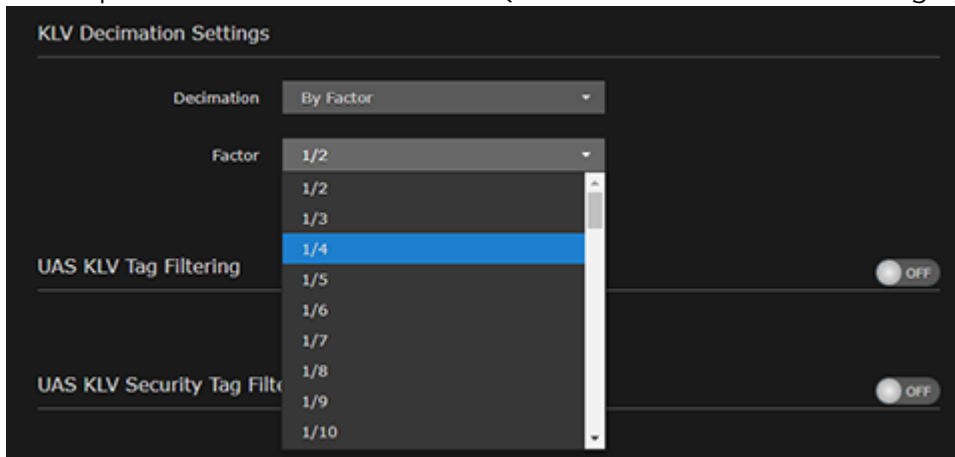 KLV Decimation Settings
Decimation By Factor
Factor 1/2
1/2
1/3
1/4
UAS KLV Tag Filtering OFF
1/5
1/6
1/7
1/8
UAS KLV Security Tag Filte OFF
1/9
1/10